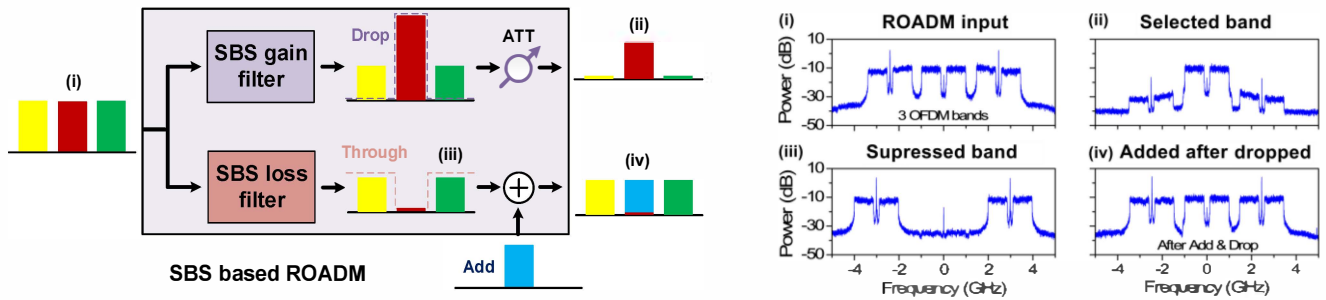 (i)
SBS gain
filter
Drop
ATT
(ii)
SBS loss
filter
Through
(iii)
(iv)
Add
SBS based ROADM
(i)
ROADM input
Power (dB)
10
-10
-30
-50
3 OFDM bands
(ii)
Selected band
(iii)
Supressed band
Power (dB)
10
-10
-30
-50
-4
-2
0
2
4
Frequency (GHz)
(iv)
Added after dropped
After Add & Drop
-4
-2
0
2
4
Frequency (GHz)